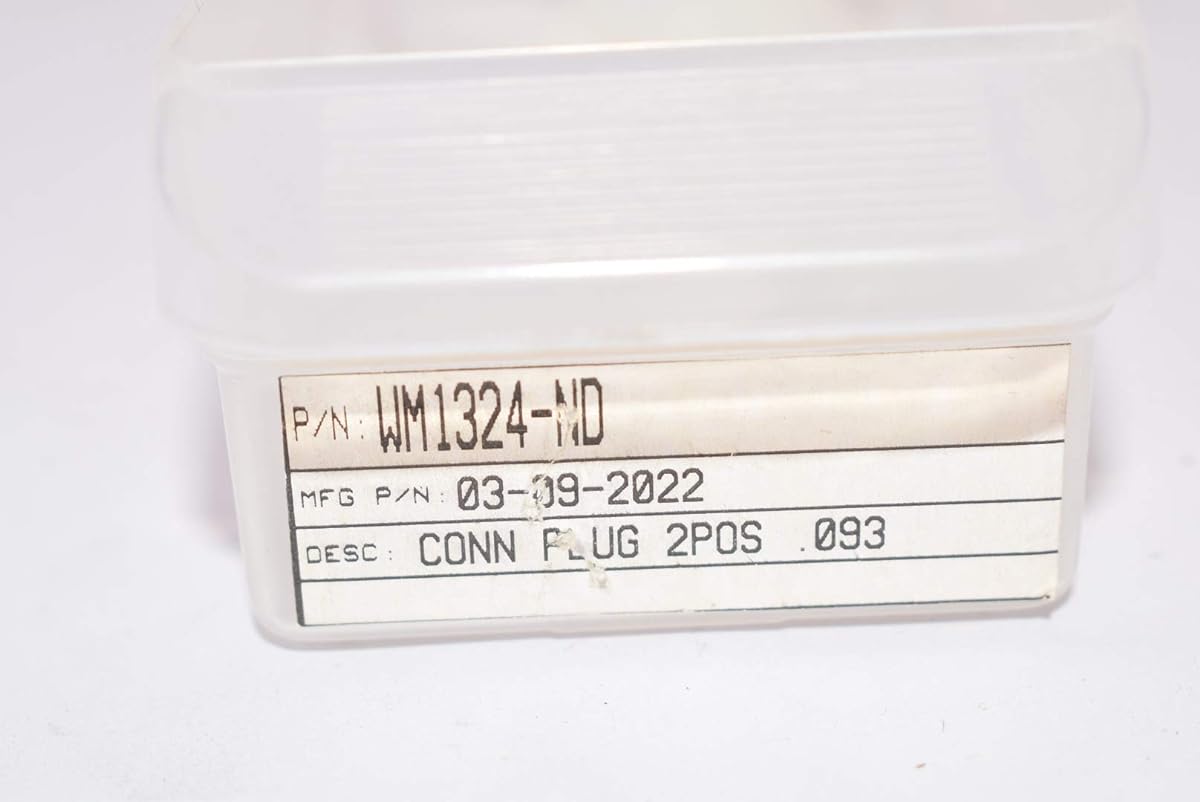 P/N: WM1324-ND
MFG P/N: 03-09-2022
DESC: CONN PLUG 2POS .093